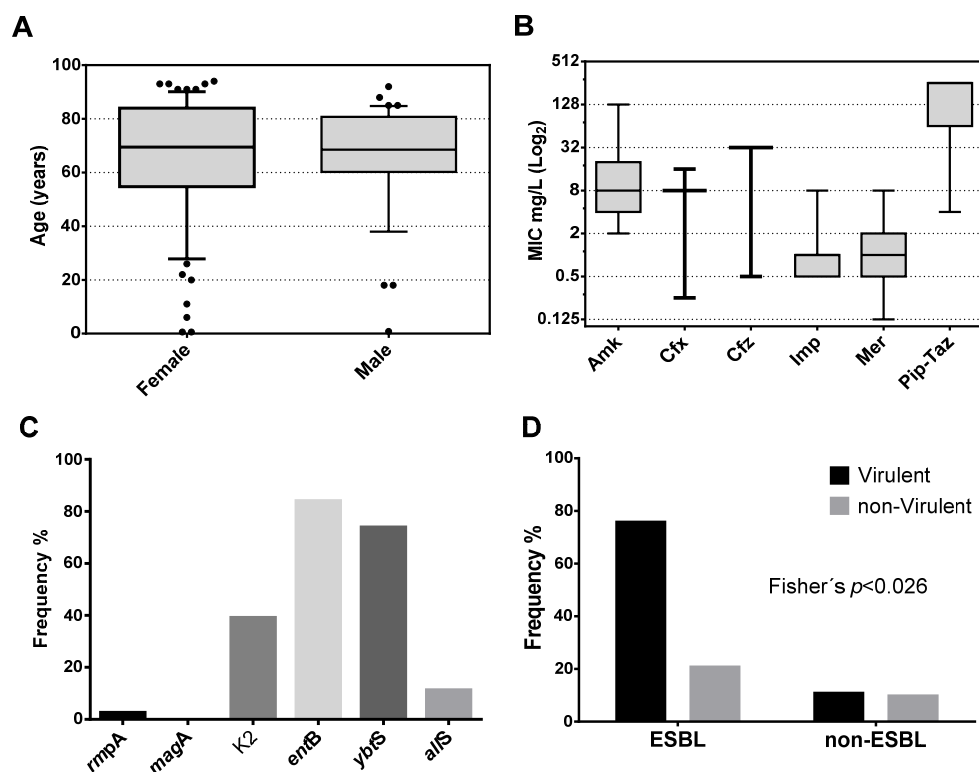 A
Age (years)
100
80
60
40
20
0
Female
Male
B
MIC mg/L (Log2)
512
128
32
8
2
0.5
0.125
Amk
Cfx
Cfz
Imp
Mer
Pip-Taz
C
Frequency %
100
80
60
40
20
0
rmpA
magA
K2
entB
ybtS
allS
D
Frequency %
100
80
60
40
20
0
Virulent
non-Virulent
Fisher´s p<0.026
ESBL
non-ESBL